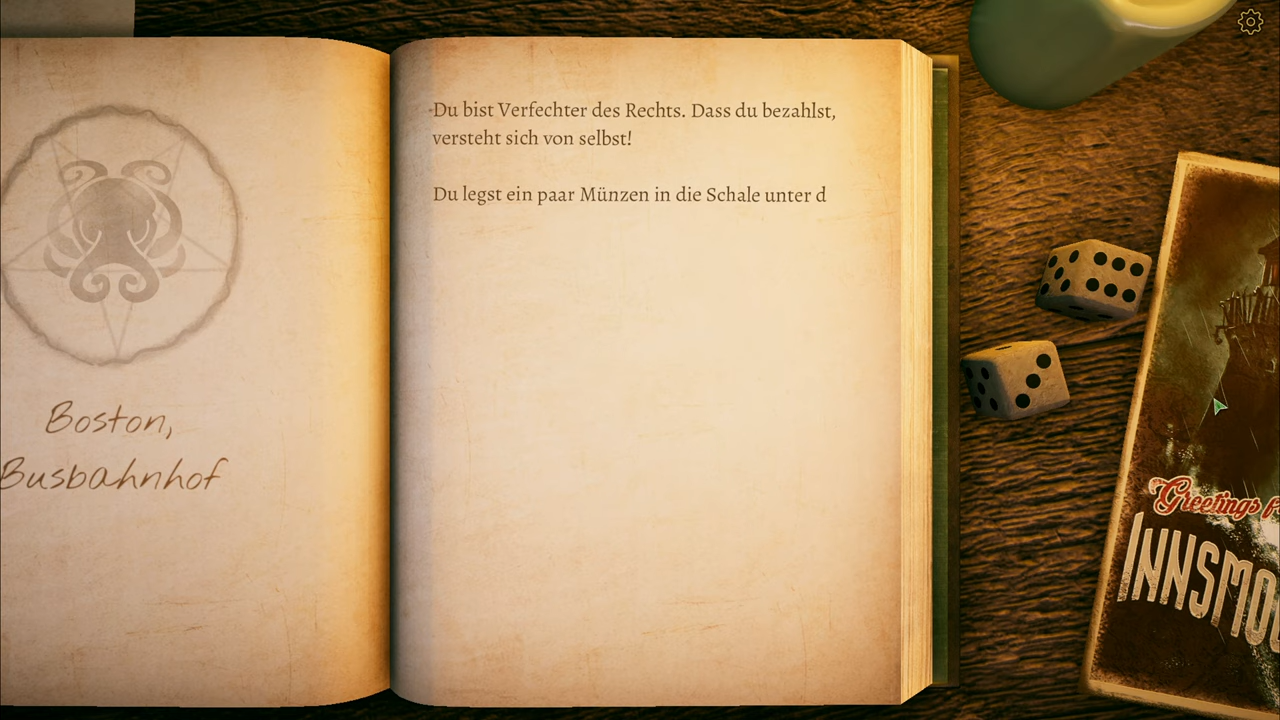 Boston,
Busbahnhof
Du bist Verfechter des Rechts. Dass du bezahlst,
versteht sich von selbst!
Du legst ein paar Münzen in die Schale unter d
Greetings f
INNSMOU